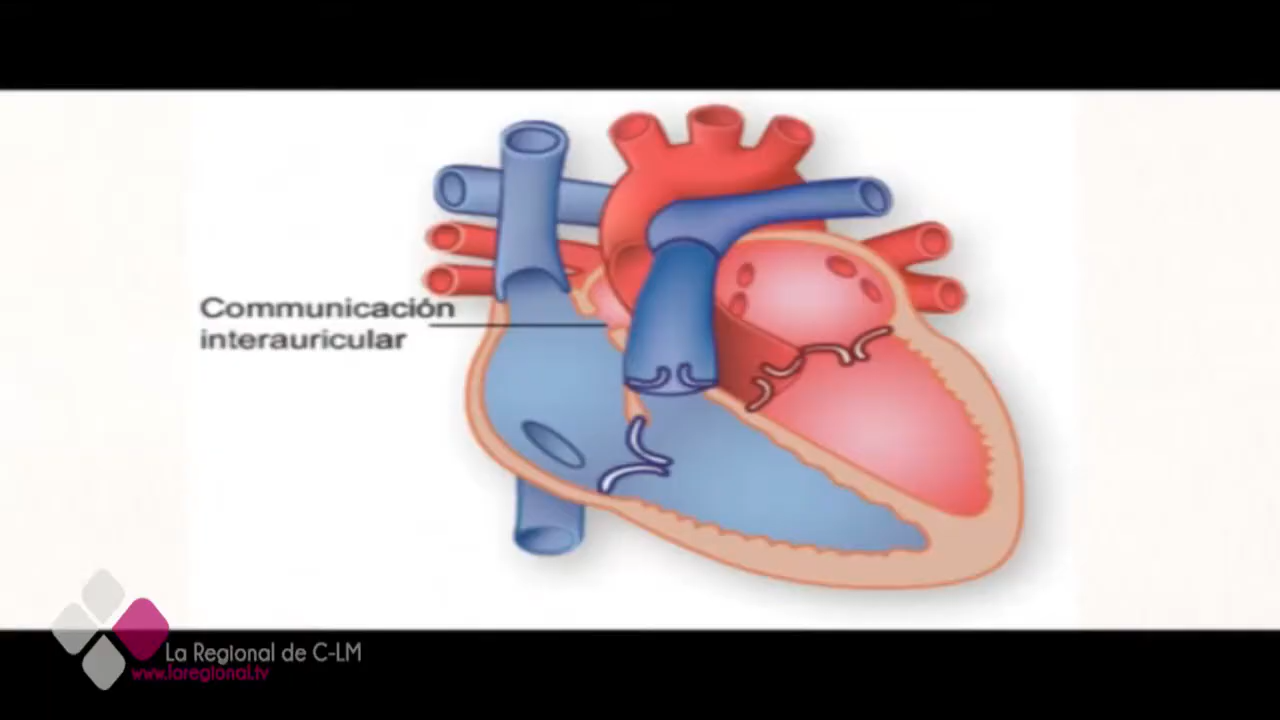 Communicación
interauricular
La Regional de C-LM
www.laregional.tv